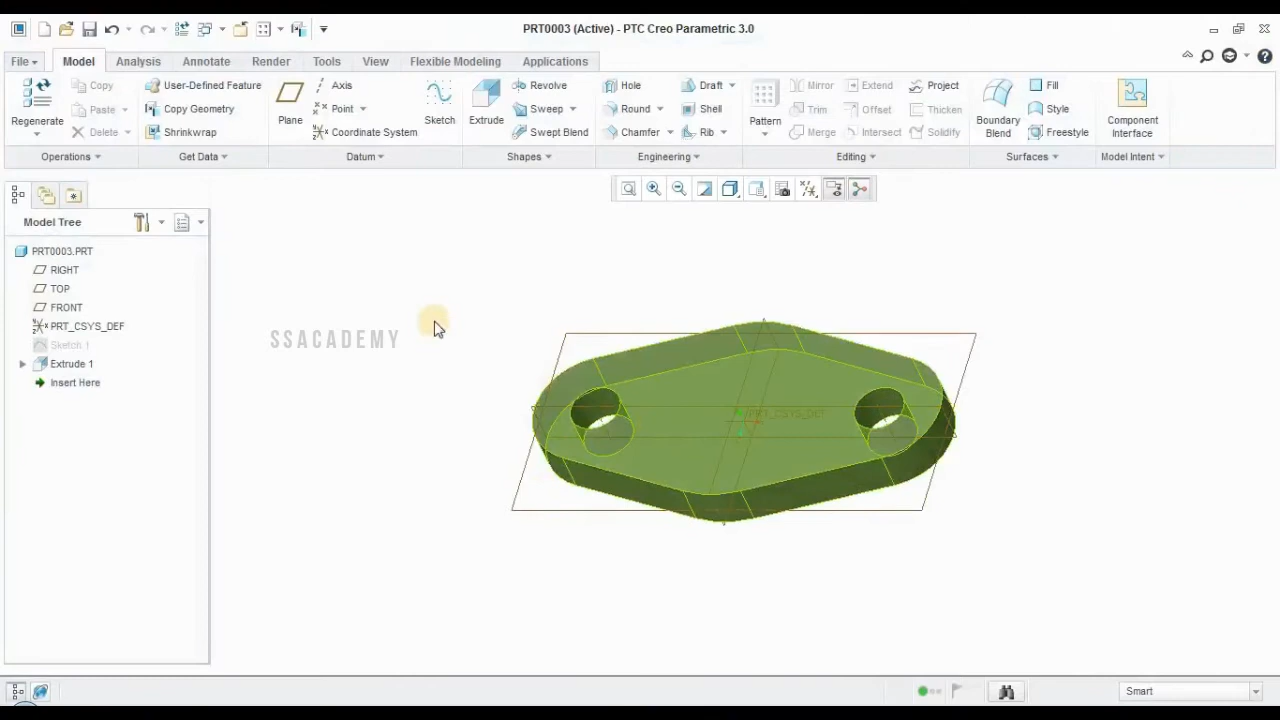 PRT0003 (Active) - PTC Creo Parametric 3.0
File Model Analysis Annotate Render Tools View Flexible Modeling Applications
Copy User-Defined Feature Axis Revolve Hole Draft Mirror Extend Project Fill
Regenerate Paste Copy Geometry Plane Point Sketch Extrude Sweep Round Shell Pattern Trim Offset Thicken Boundary Blend Style Component Interface
Delete Shrinkwrap Coordinate System Swept Blend Chamfer Rib Merge Intersect Solidify Freestyle
Operations Get Data Datum Shapes Engineering Editing Surfaces Model Intent
Model Tree
PRT0003.PRT
RIGHT
TOP
FRONT
PRT_CSYS_DEF
Sketch 1
Extrude 1
Insert Here
SSACADEMY
PRT_CSYS_DEF
Smart